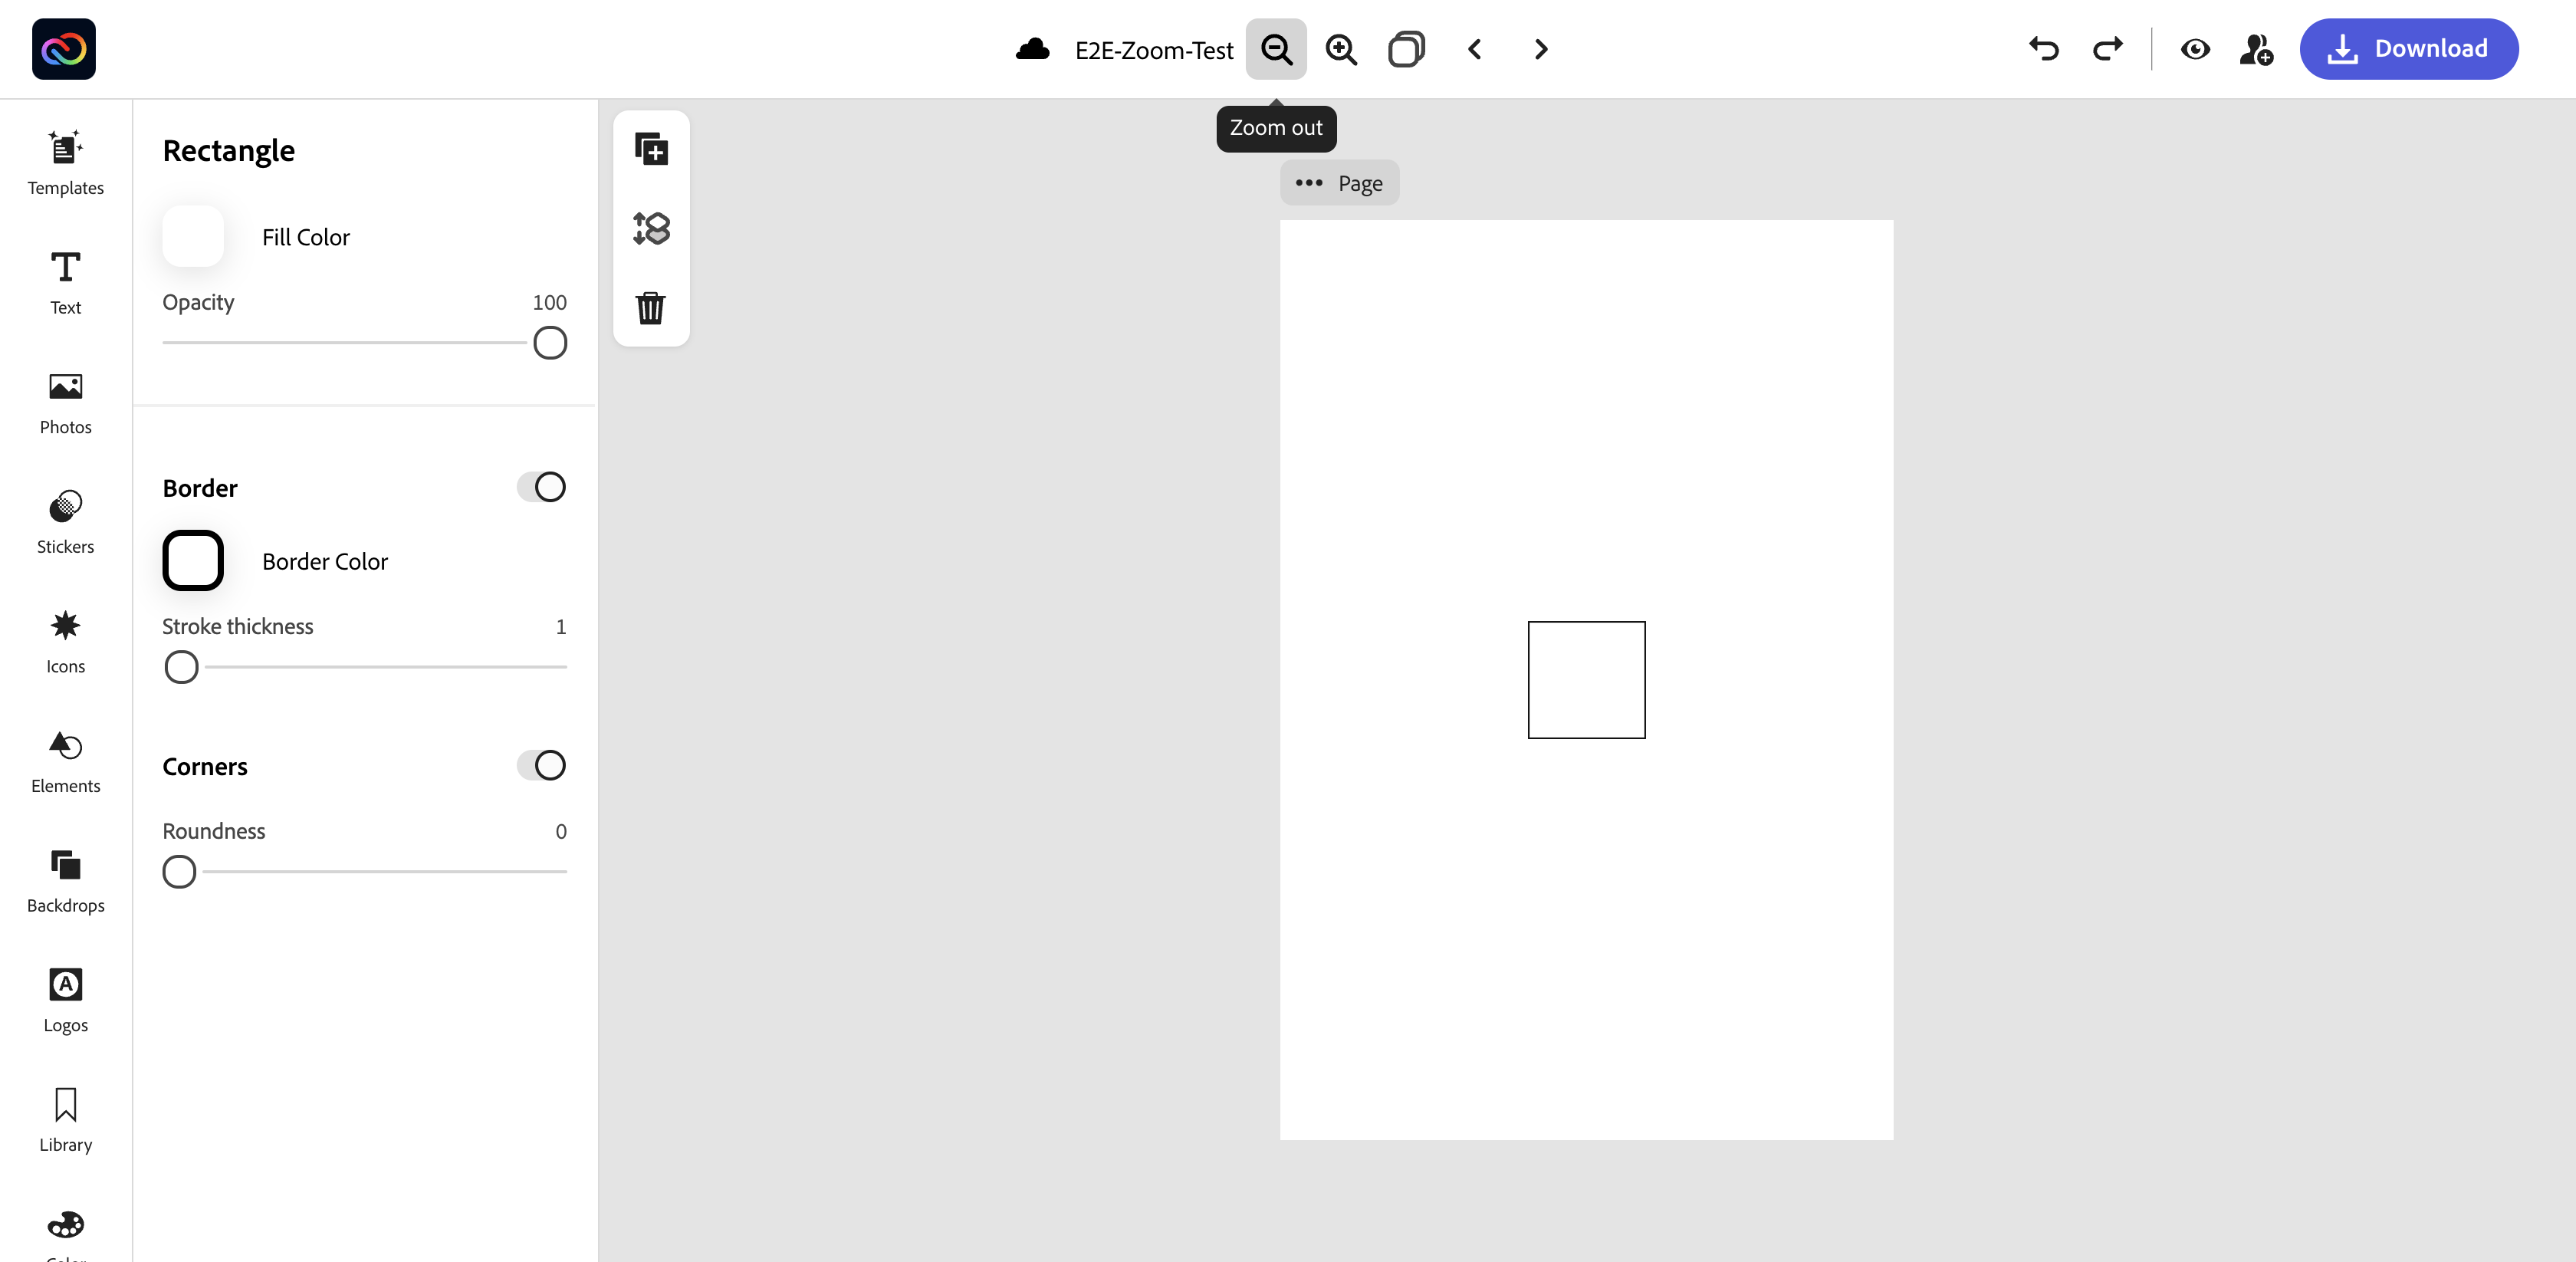 E2E-Zoom-Test
Download
Zoom out
Templates
Text
Photos
Stickers
Icons
Elements
Backdrops
Logos
Library
Rectangle
Fill Color
Opacity 100
Border
Border Color
Stroke thickness 1
Corners
Roundness 0
Page